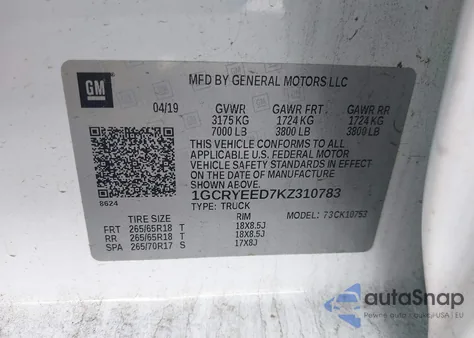 GM
MFD BY GENERAL MOTORS LLC
04/19 GVWR GAWR FRT. GAWR RR
3175 KG 1724 KG 1724 KG
7000 LB 3800 LB 3800 LB
THIS VEHICLE CONFORMS TO ALL
APPLICABLE U.S. FEDERAL MOTOR
VEHICLE SAFETY STANDARDS IN
EFFECT ON THE DATE OF
MANUFACTURE SHOWN ABOVE.
1GCRYEED7KZ310783
8624
TYPE: TRUCK
TIRE SIZE RIM MODEL: 73CK10753
FRT 265/65R18 T 18X8.5J
RR 265/65R18 T 18X8.5J
SP 265/70R17 S 17X8J
autoSnap